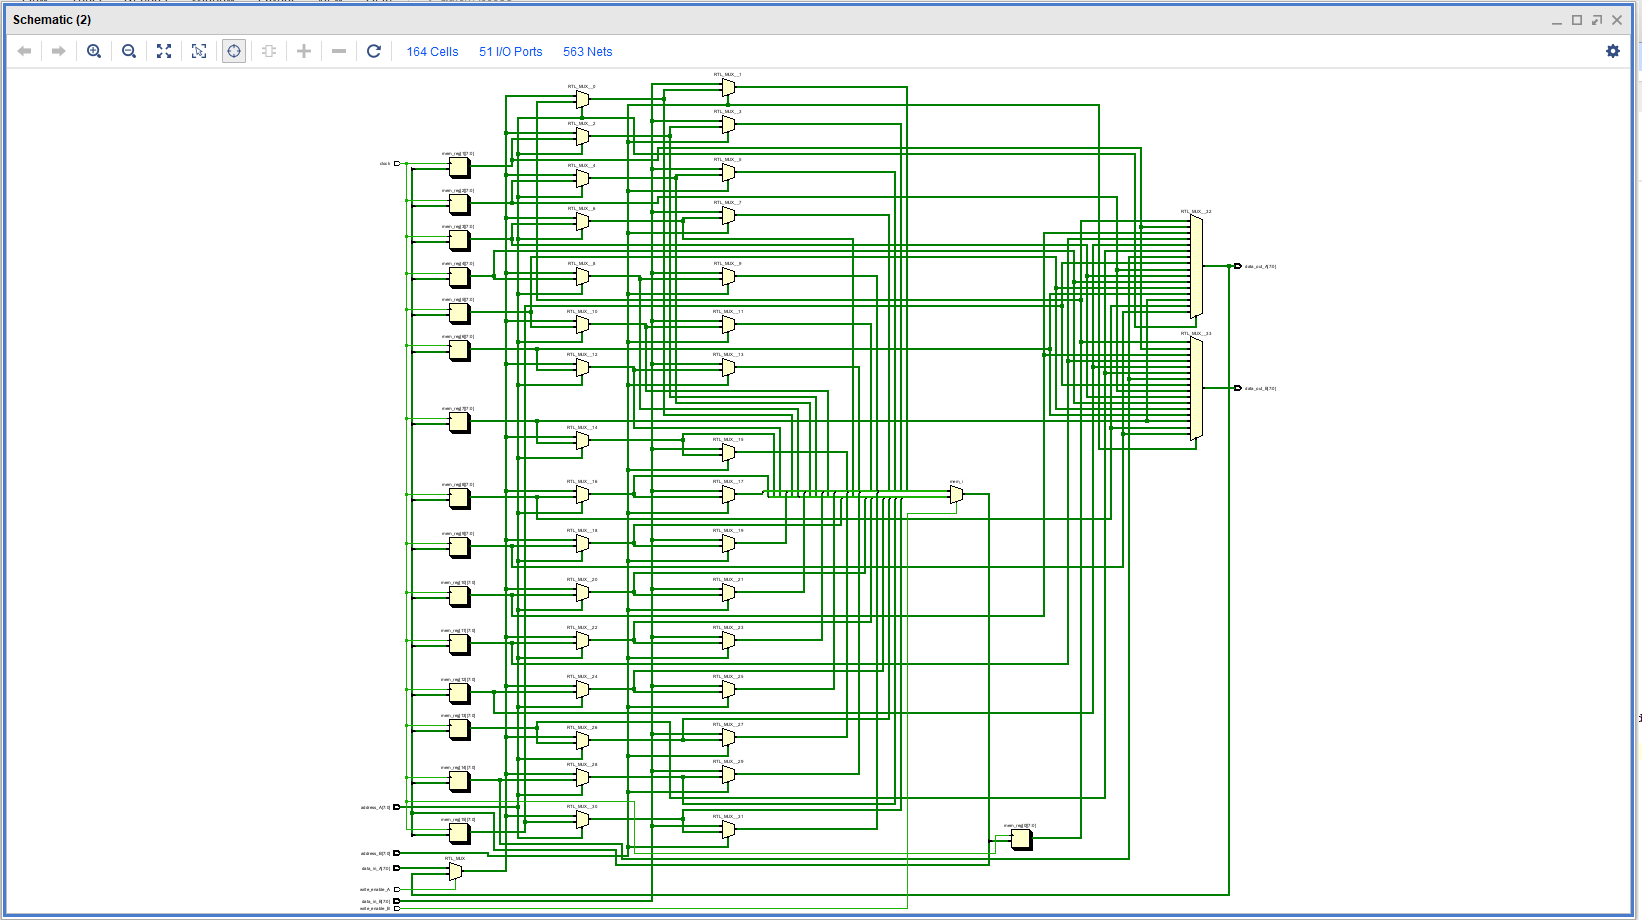 Schematic (2)
164 Cells 51 I/O Ports 563 Nets
RTL_MUX__1
RTL_MUX__0
RTL_MUX__3
RTL_MUX__2
clock
mem_reg[1][7:0]
RTL_MUX__5
RTL_MUX__4
mem_reg[2][7:0]
RTL_MUX__7
RTL_MUX__6
RTL_MUX__32
mem_reg[3][7:0]
mem_reg[4][7:0]
RTL_MUX__8
RTL_MUX__9
data_out_A[7:0]
mem_reg[5][7:0]
RTL_MUX__10
RTL_MUX__11
RTL_MUX__33
mem_reg[6][7:0]
RTL_MUX__12
RTL_MUX__13
data_out_B[7:0]
mem_reg[7][7:0]
RTL_MUX__14
RTL_MUX__15
mem_reg[8][7:0]
RTL_MUX__16
RTL_MUX__17
mem_i
mem_reg[9][7:0]
RTL_MUX__18
RTL_MUX__19
mem_reg[10][7:0]
RTL_MUX__20
RTL_MUX__21
mem_reg[11][7:0]
RTL_MUX__22
RTL_MUX__23
mem_reg[12][7:0]
RTL_MUX__24
RTL_MUX__25
mem_reg[13][7:0]
RTL_MUX__26
RTL_MUX__27
mem_reg[14][7:0]
RTL_MUX__28
RTL_MUX__29
address_A[7:0]
mem_reg[15][7:0]
RTL_MUX__30
RTL_MUX__31
mem_reg[0][7:0]
address_B[7:0]
RTL_MUX
data_in_A[7:0]
write_enable_A
data_in_B[7:0]
write_enable_B